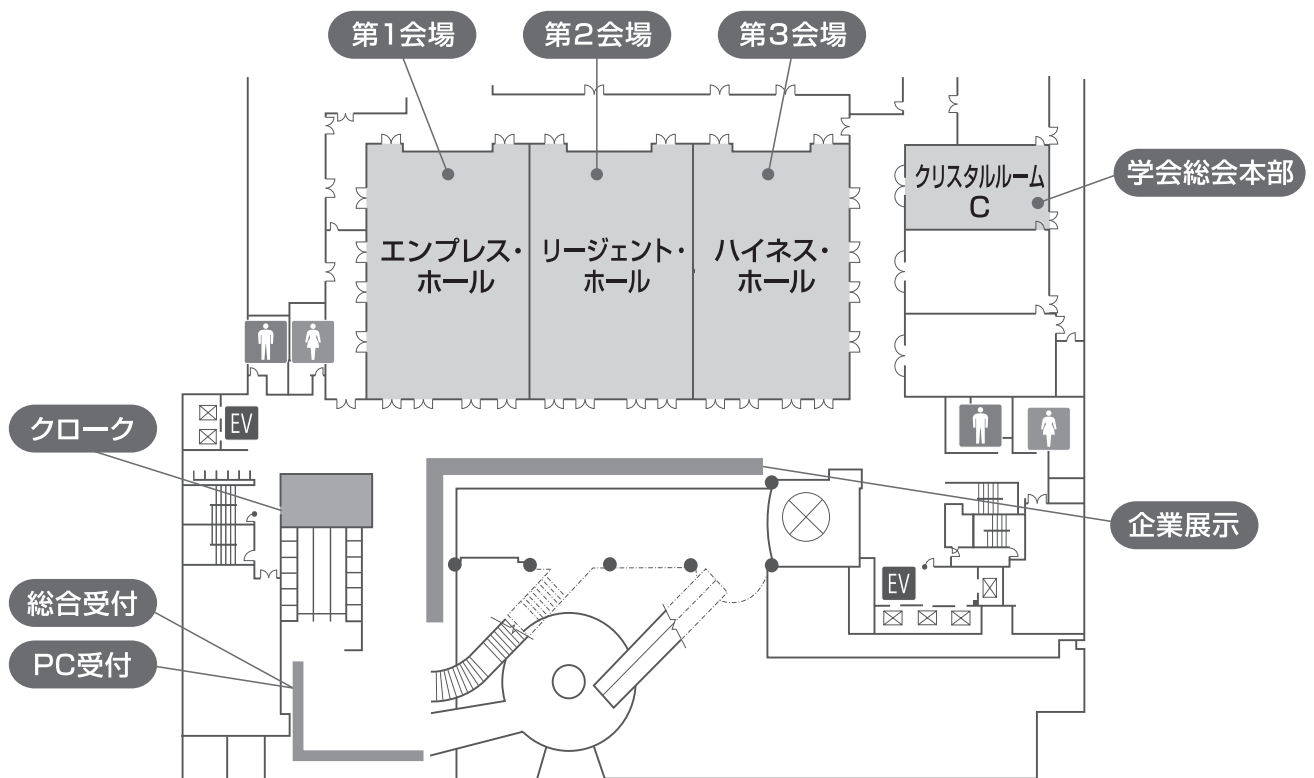 第1会場
第2会場
第3会場
クリスタルルーム
C
学会総会本部
エンプレス・
ホール
リージェント・
ホール
ハイネス・
ホール
クローク
EV
企業展示
EV
総合受付
PC受付